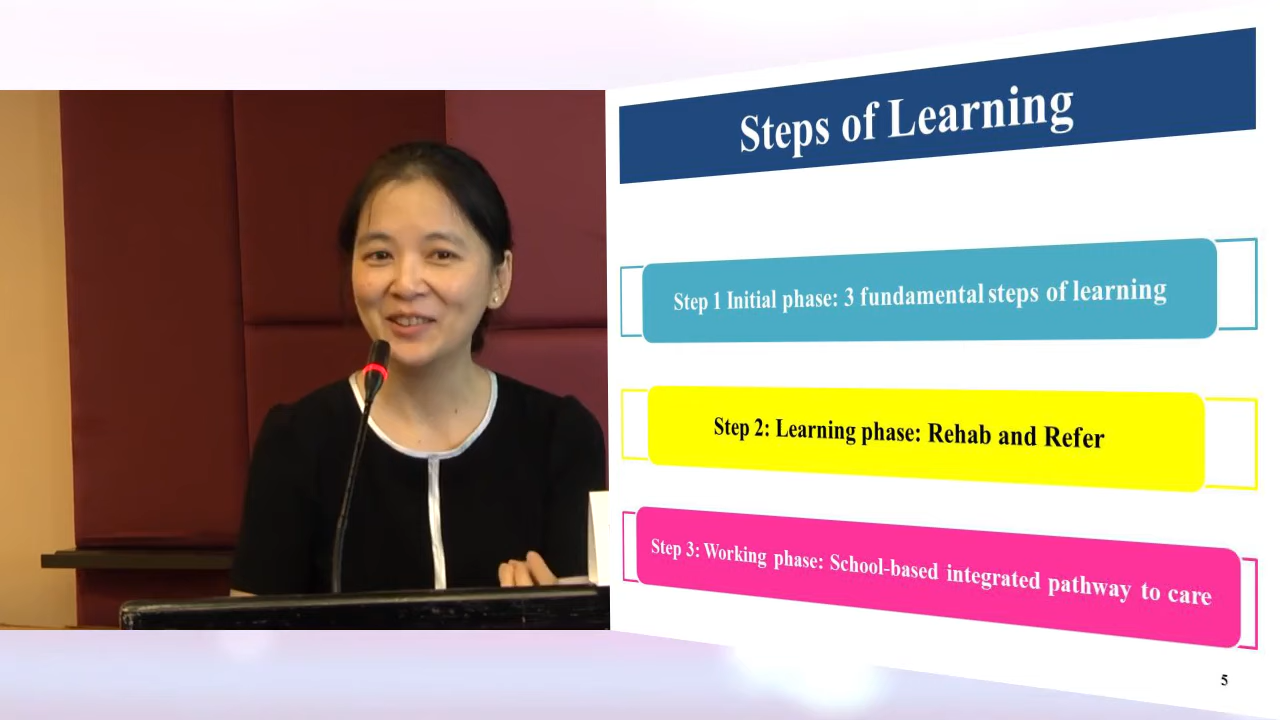 Steps of Learning
Step 1 Initial phase: 3 fundamental steps of learning
Step 2: Learning phase: Rehab and Refer
Step 3: Working phase: School-based integrated pathway to care
5